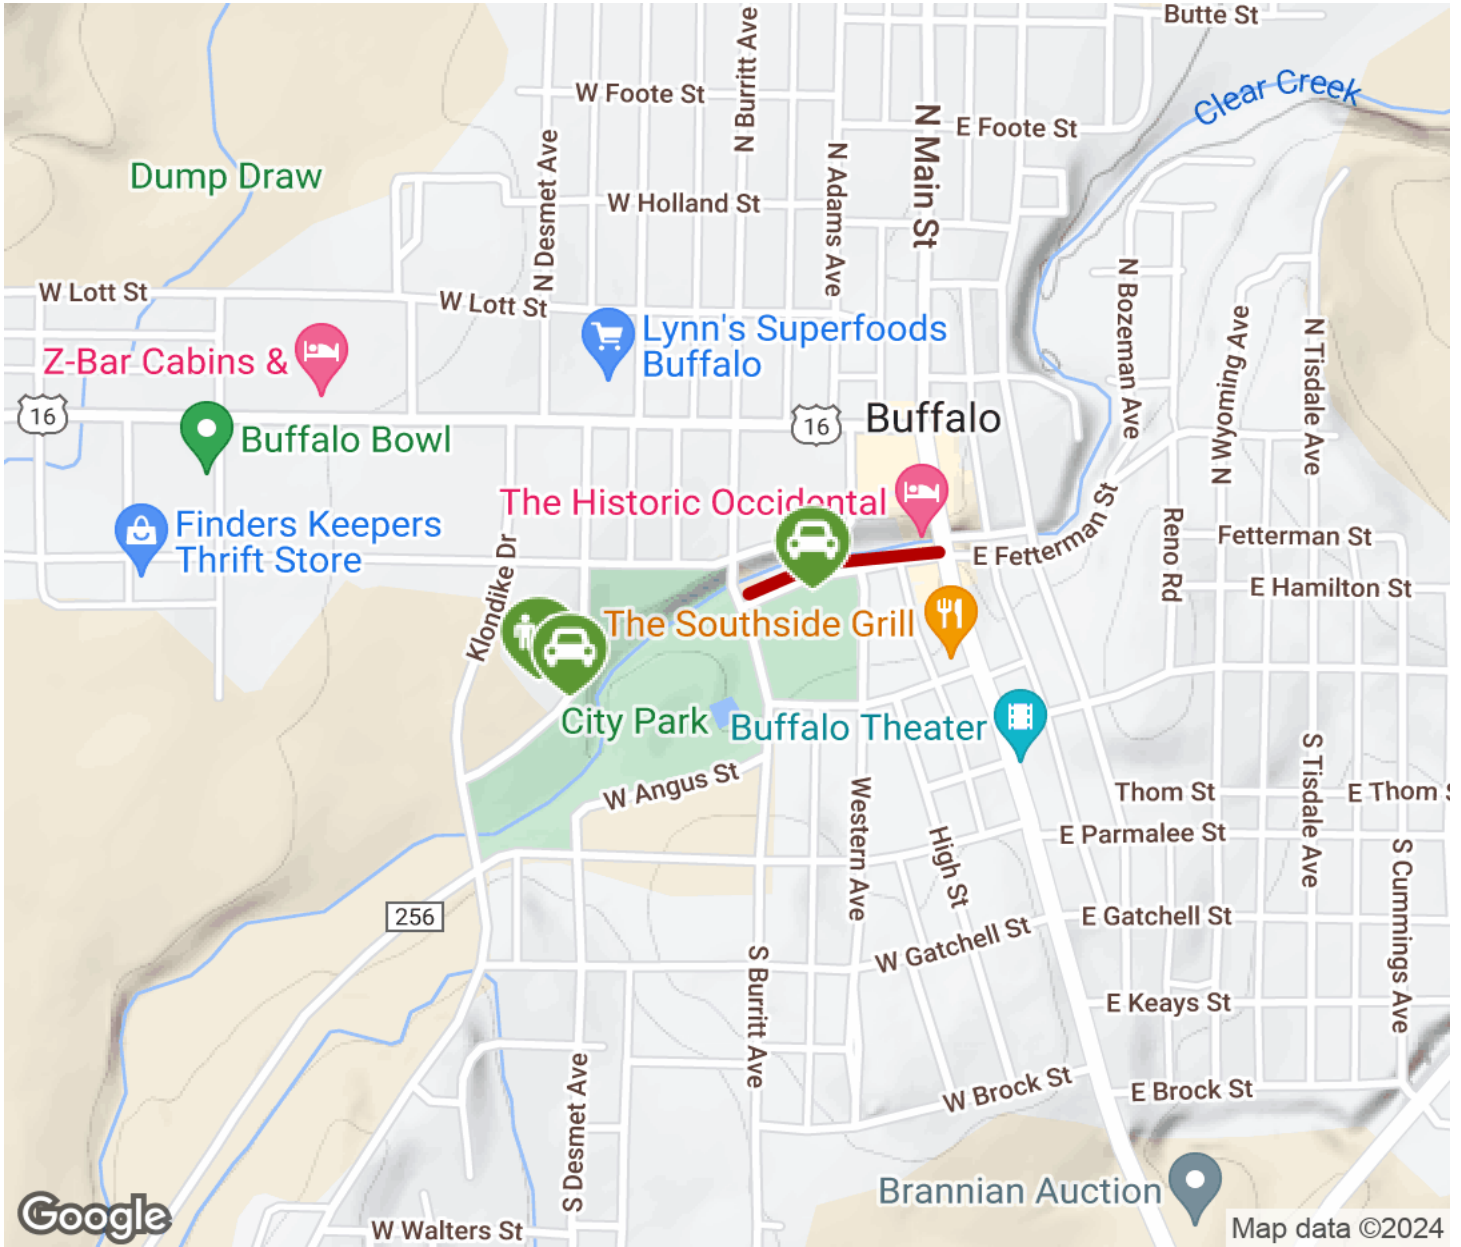 Butte St
N Burritt Ave
Clear Creek
W Foote St
N Main St
E Foote St
N Desmet Ave
N Adams Ave
Dump Draw
W Holland St
N Bozeman Ave
W Lott St
W Lott St
N Wyoming Ave
N Tisdale Ave
Lynn's Superfoods
Buffalo
Z-Bar Cabins &
16
16
Buffalo
Buffalo Bowl
The Historic Occidental
Finders Keepers
Thrift Store
E Fetterman St
Reno Rd
Fetterman St
Klondike Dr
E Hamilton St
The Southside Grill
City Park
Buffalo Theater
W Angus St
Western Ave
S Tisdale Ave
Thom St
E Thom S
High St
E Parmalee St
S Cummings Ave
256
E Gatchell St
W Gatchell St
S Burritt Ave
E Keays St
S Desmet Ave
W Brock St
E Brock St
Brannian Auction
Google
W Walters St
Map data ©2024